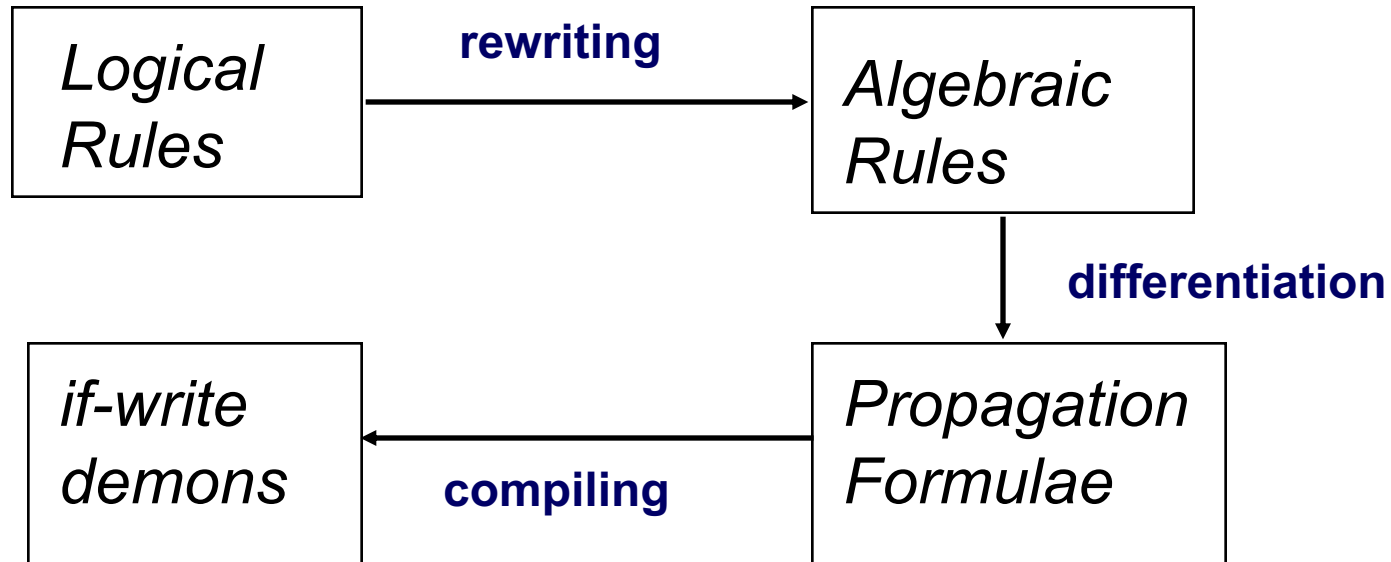 Logical
Rules
rewriting
Algebraic
Rules
differentiation
Propagation
Formulae
compiling
if-write
demons